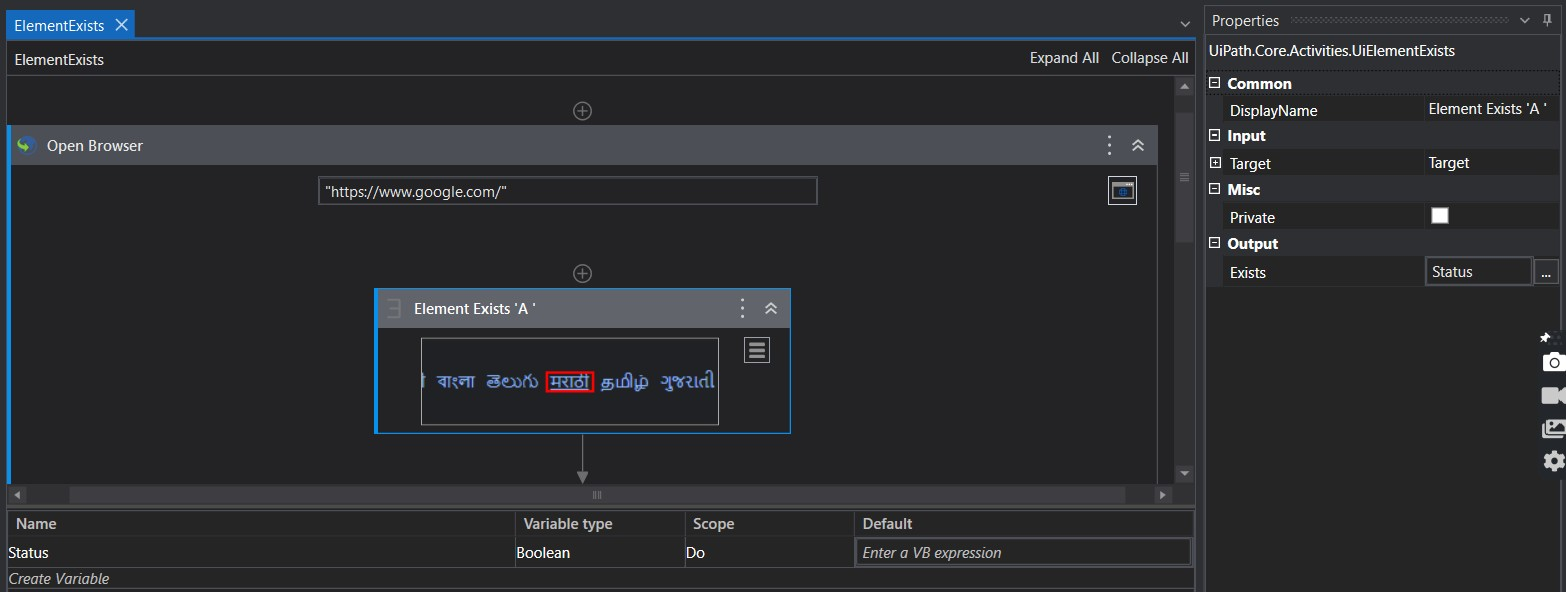 ElementExists
ElementExists Expand All Collapse All
Open Browser
"https://www.google.com/"
Element Exists 'A '
বাংলা తెలుగు मराठी தமிழ் ગુજરાતી
Name Variable type Scope Default
Status Boolean Do Enter a VB expression
Create Variable
Properties
UiPath.Core.Activities.UiElementExists
Common
DisplayName Element Exists 'A '
Input
Target Target
Misc
Private
Output
Exists Status ...